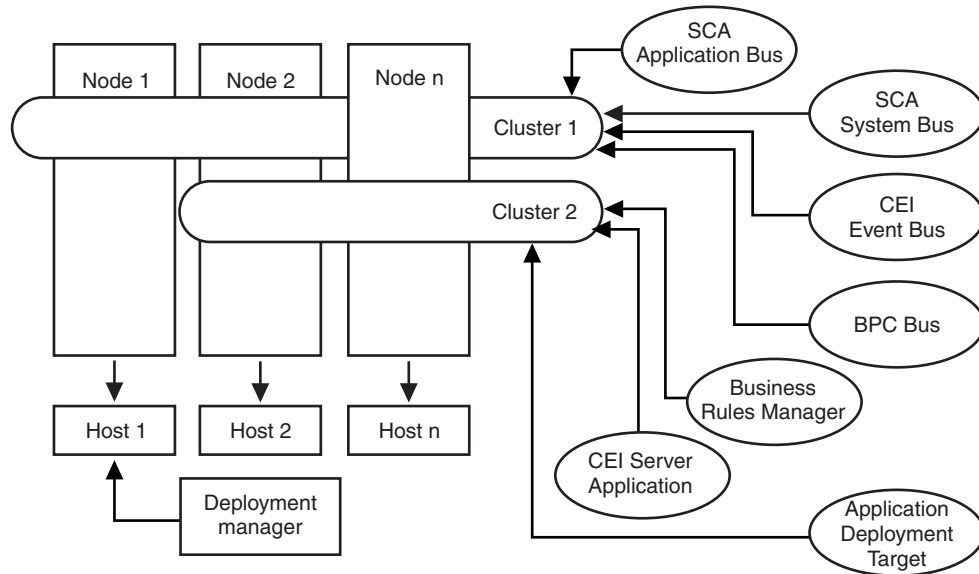 SCA
Application Bus
Node 1
Node 2
Node n
SCA
System Bus
Cluster 1
Cluster 2
CEI
Event Bus
BPC Bus
Business
Rules Manager
Host 1
Host 2
Host n
CEI Server
Application
Deployment
manager
Application
Deployment
Target